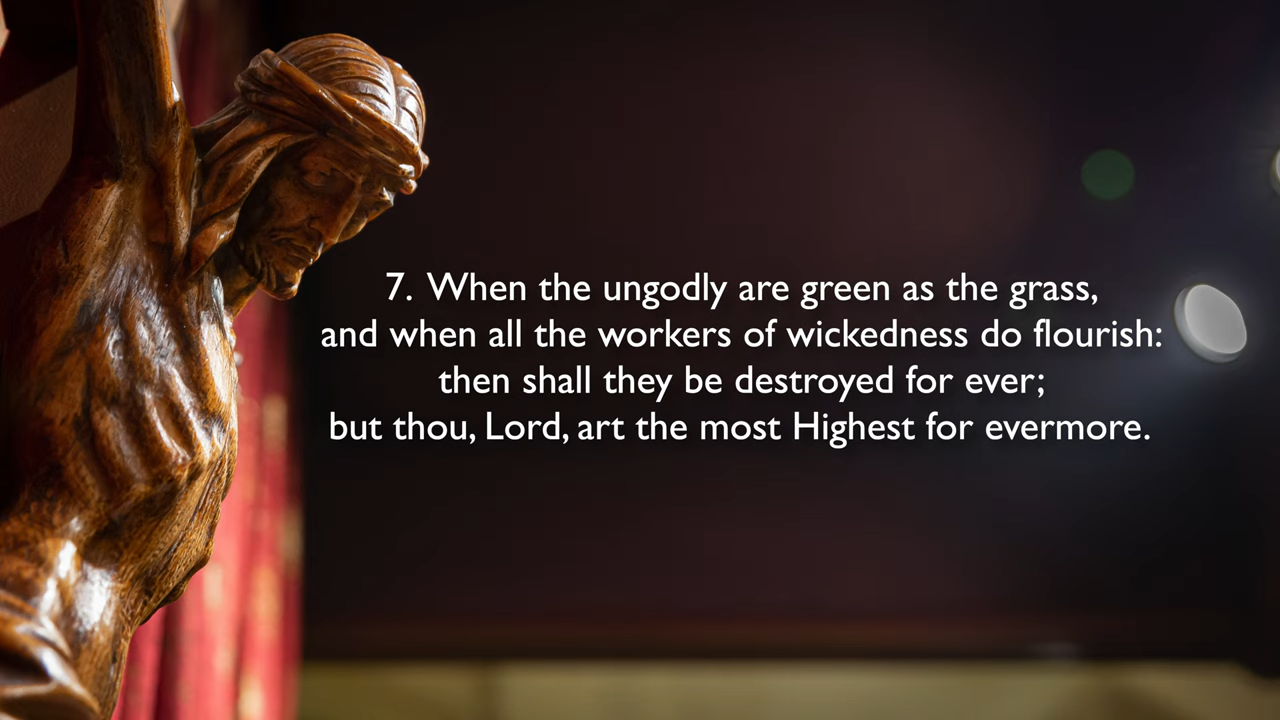 7. When the ungodly are green as the grass,
and when all the workers of wickedness do flourish:
then shall they be destroyed for ever;
but thou, Lord, art the most Highest for evermore.